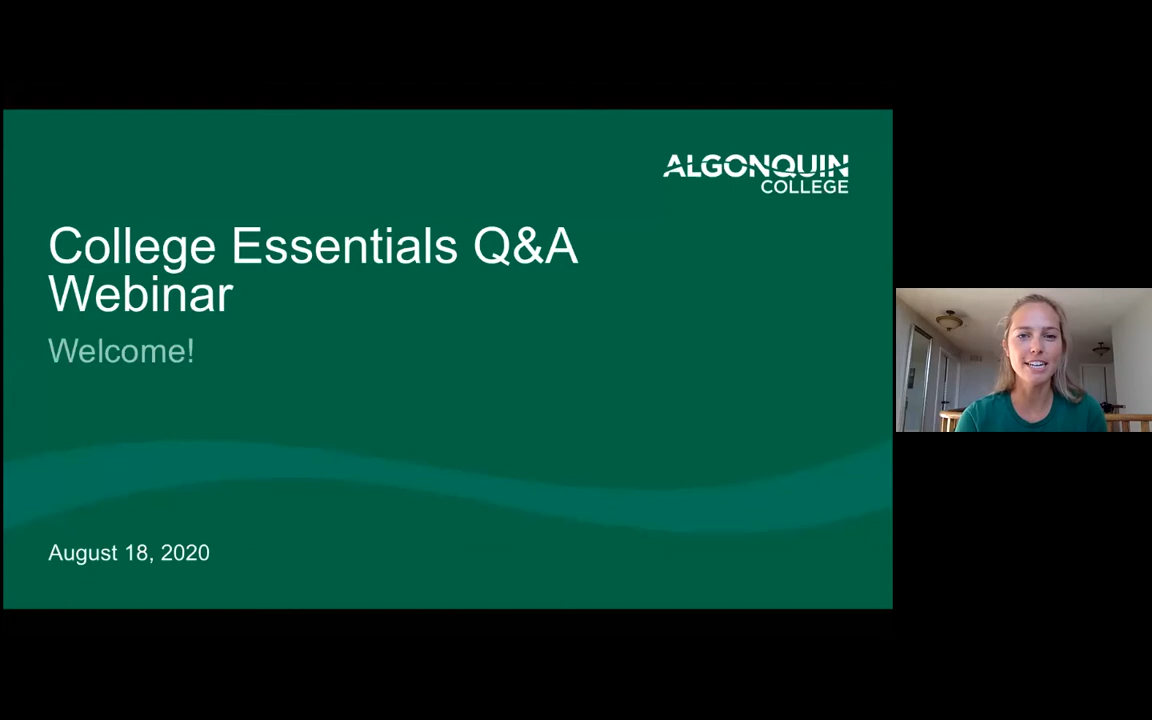 ALGONQUIN
COLLEGE
College Essentials Q&A
Webinar
Welcome!
August 18, 2020